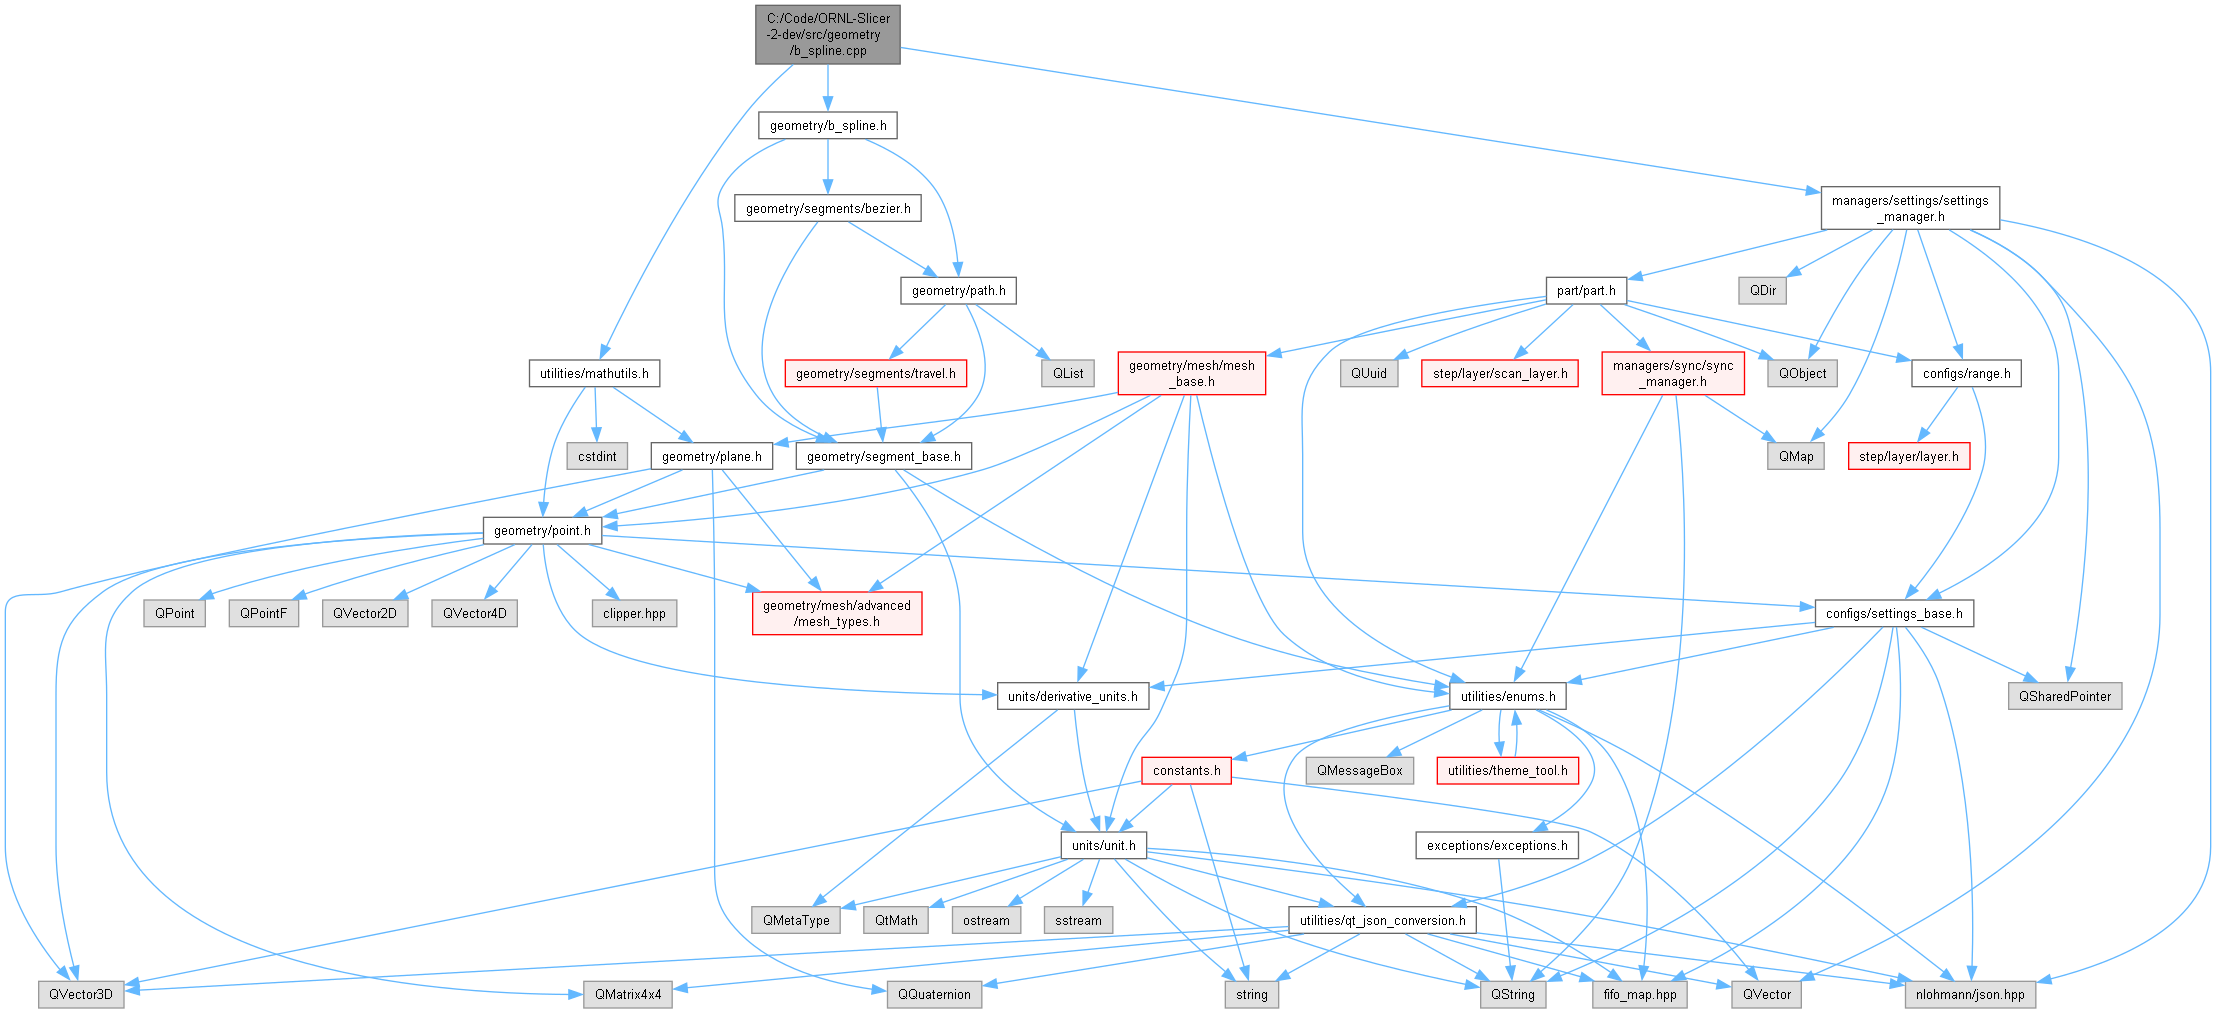 C:/Code/ORNL-Slicer
-2-dev/src/geometry
/b_spline.cpp
geometry/b_spline.h
geometry/segments/bezier.h
managers/settings/settings
_manager.h
geometry/path.h
part/part.h
QDir
utilities/mathutils.h
geometry/segments/travel.h
QList
geometry/mesh/mesh
_base.h
QUuid
step/layer/scan_layer.h
managers/sync/sync
_manager.h
QObject
configs/range.h
cstdint
geometry/plane.h
geometry/segment_base.h
QMap
step/layer/layer.h
geometry/point.h
QPoint
QPointF
QVector2D
QVector4D
clipper.hpp
geometry/mesh/advanced
/mesh_types.h
configs/settings_base.h
units/derivative_units.h
utilities/enums.h
QSharedPointer
constants.h
QMessageBox
utilities/theme_tool.h
units/unit.h
exceptions/exceptions.h
QMetaType
QtMath
ostream
sstream
utilities/qt_json_conversion.h
QVector3D
QMatrix4x4
QQuaternion
string
QString
fifo_map.hpp
QVector
nlohmann/json.hpp